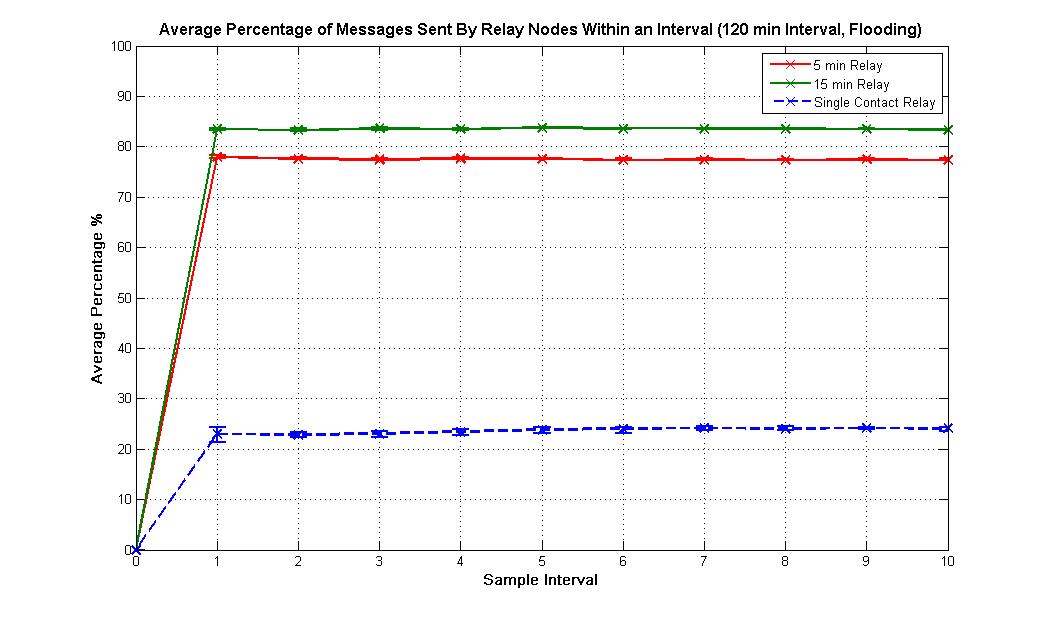 Average Percentage of Messages Sent By Relay Nodes Within an Interval (120 min Interval, Flooding)
100
90
80
70
60
50
40
30
20
10
0
Average Percentage %
5 min Relay
15 min Relay
Single Contact Relay
0 1 2 3 4 5 6 7 8 9 10
Sample Interval